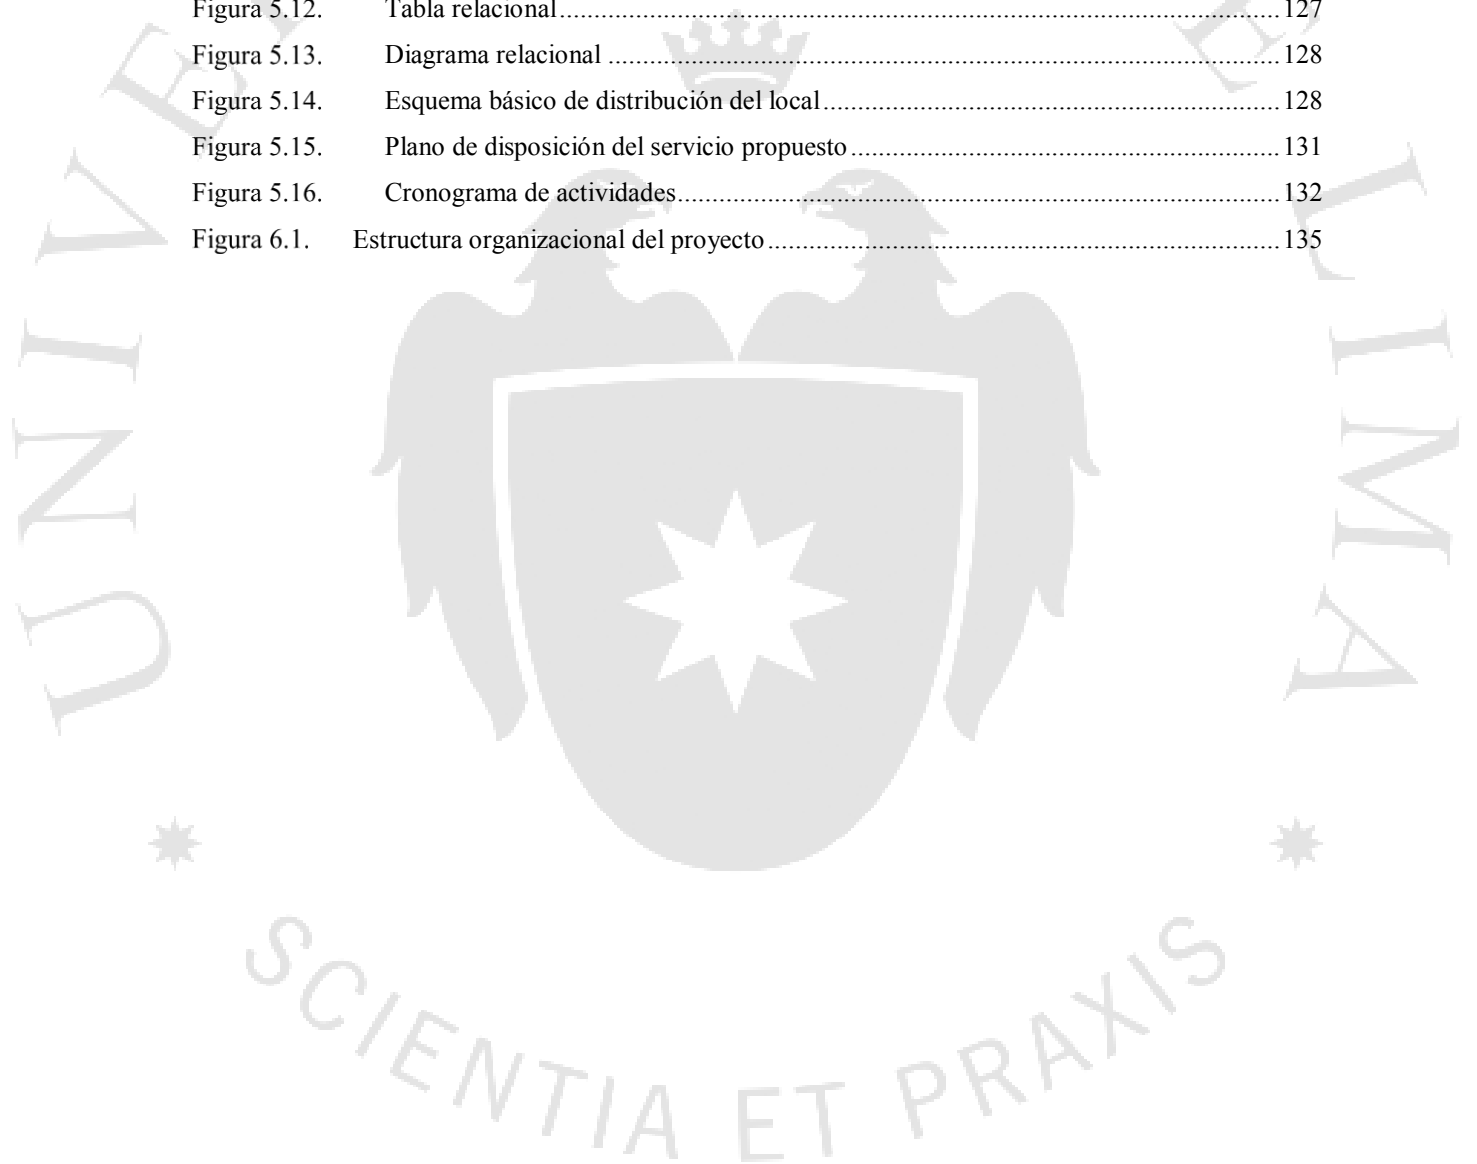 Figura 5.12. Tabla relacional........................127
Figura 5.13. Diagrama relacional ........................128
Figura 5.14. Esquema básico de distribución del local........................128
Figura 5.15. Plano de disposición del servicio propuesto........................131
Figura 5.16. Cronograma de actividades........................132
Figura 6.1. Estructura organizacional del proyecto........................135
UNIVE
LIMA
SCIENTIA ET PRAXIS